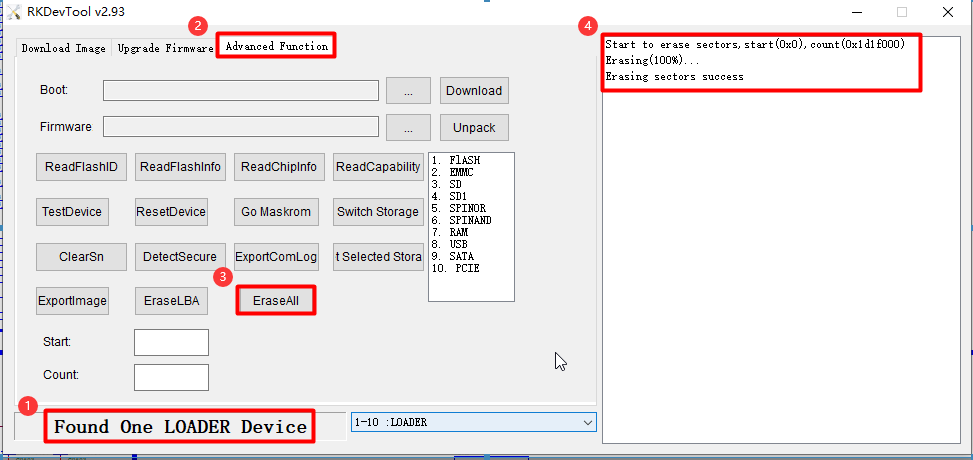 RKDevTool v2.93
2
4
Download Image
Upgrade Firmware
Advanced Function
Boot:
...
Download
Firmware
...
Unpack
ReadFlashID
ReadFlashInfo
ReadChipInfo
ReadCapability
TestDevice
ResetDevice
Go Maskrom
Switch Storage
ClearSn
DetectSecure
ExportComLog
t Selected Stora
3
ExportImage
EraseLBA
EraseAll
1. FlASH
2. EMMC
3. SD
4. SD1
5. SPINOR
6. SPINAND
7. RAM
8. USB
9. SATA
10. PCIE
Start:
Count:
1
Found One LOADER Device
1-10 :LOADER
Start to erase sectors,start(0x0),count(0x1d1f000)
Erasing(100%)...
Erasing sectors success